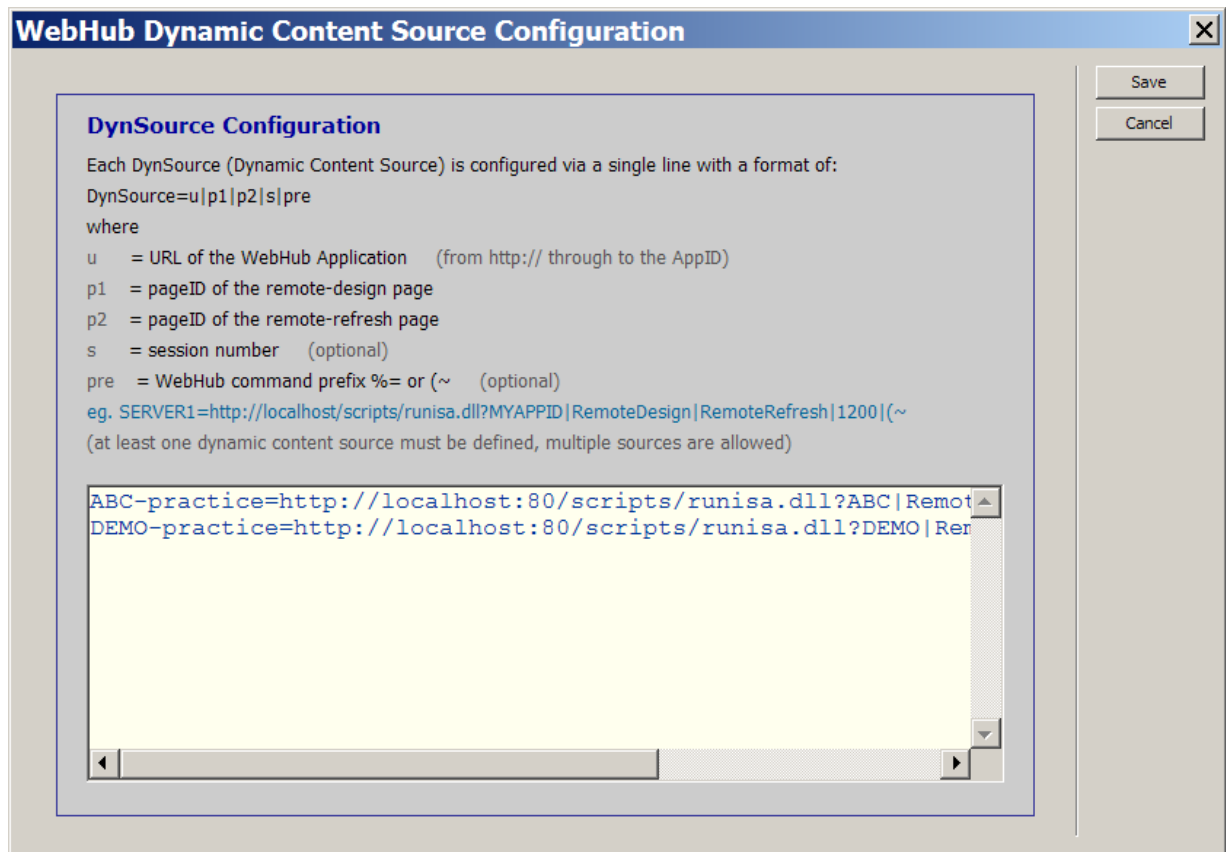 WebHub Dynamic Content Source Configuration
Save
Cancel
DynSource Configuration
Each DynSource (Dynamic Content Source) is configured via a single line with a format of:
DynSource=u|p1|p2|s|pre
where
u = URL of the WebHub Application (from http:// through to the AppID)
p1 = pageID of the remote-design page
p2 = pageID of the remote-refresh page
s = session number (optional)
pre = WebHub command prefix %= or (~ (optional)
eg. SERVER1=http://localhost/scripts/runisa.dll?MYAPPID|RemoteDesign|RemoteRefresh|1200|(~
(at least one dynamic content source must be defined, multiple sources are allowed)
ABC-practice=http://localhost:80/scripts/runisa.dll?ABC|Remot
DEMO-practice=http://localhost:80/scripts/runisa.dll?DEMO|Rem